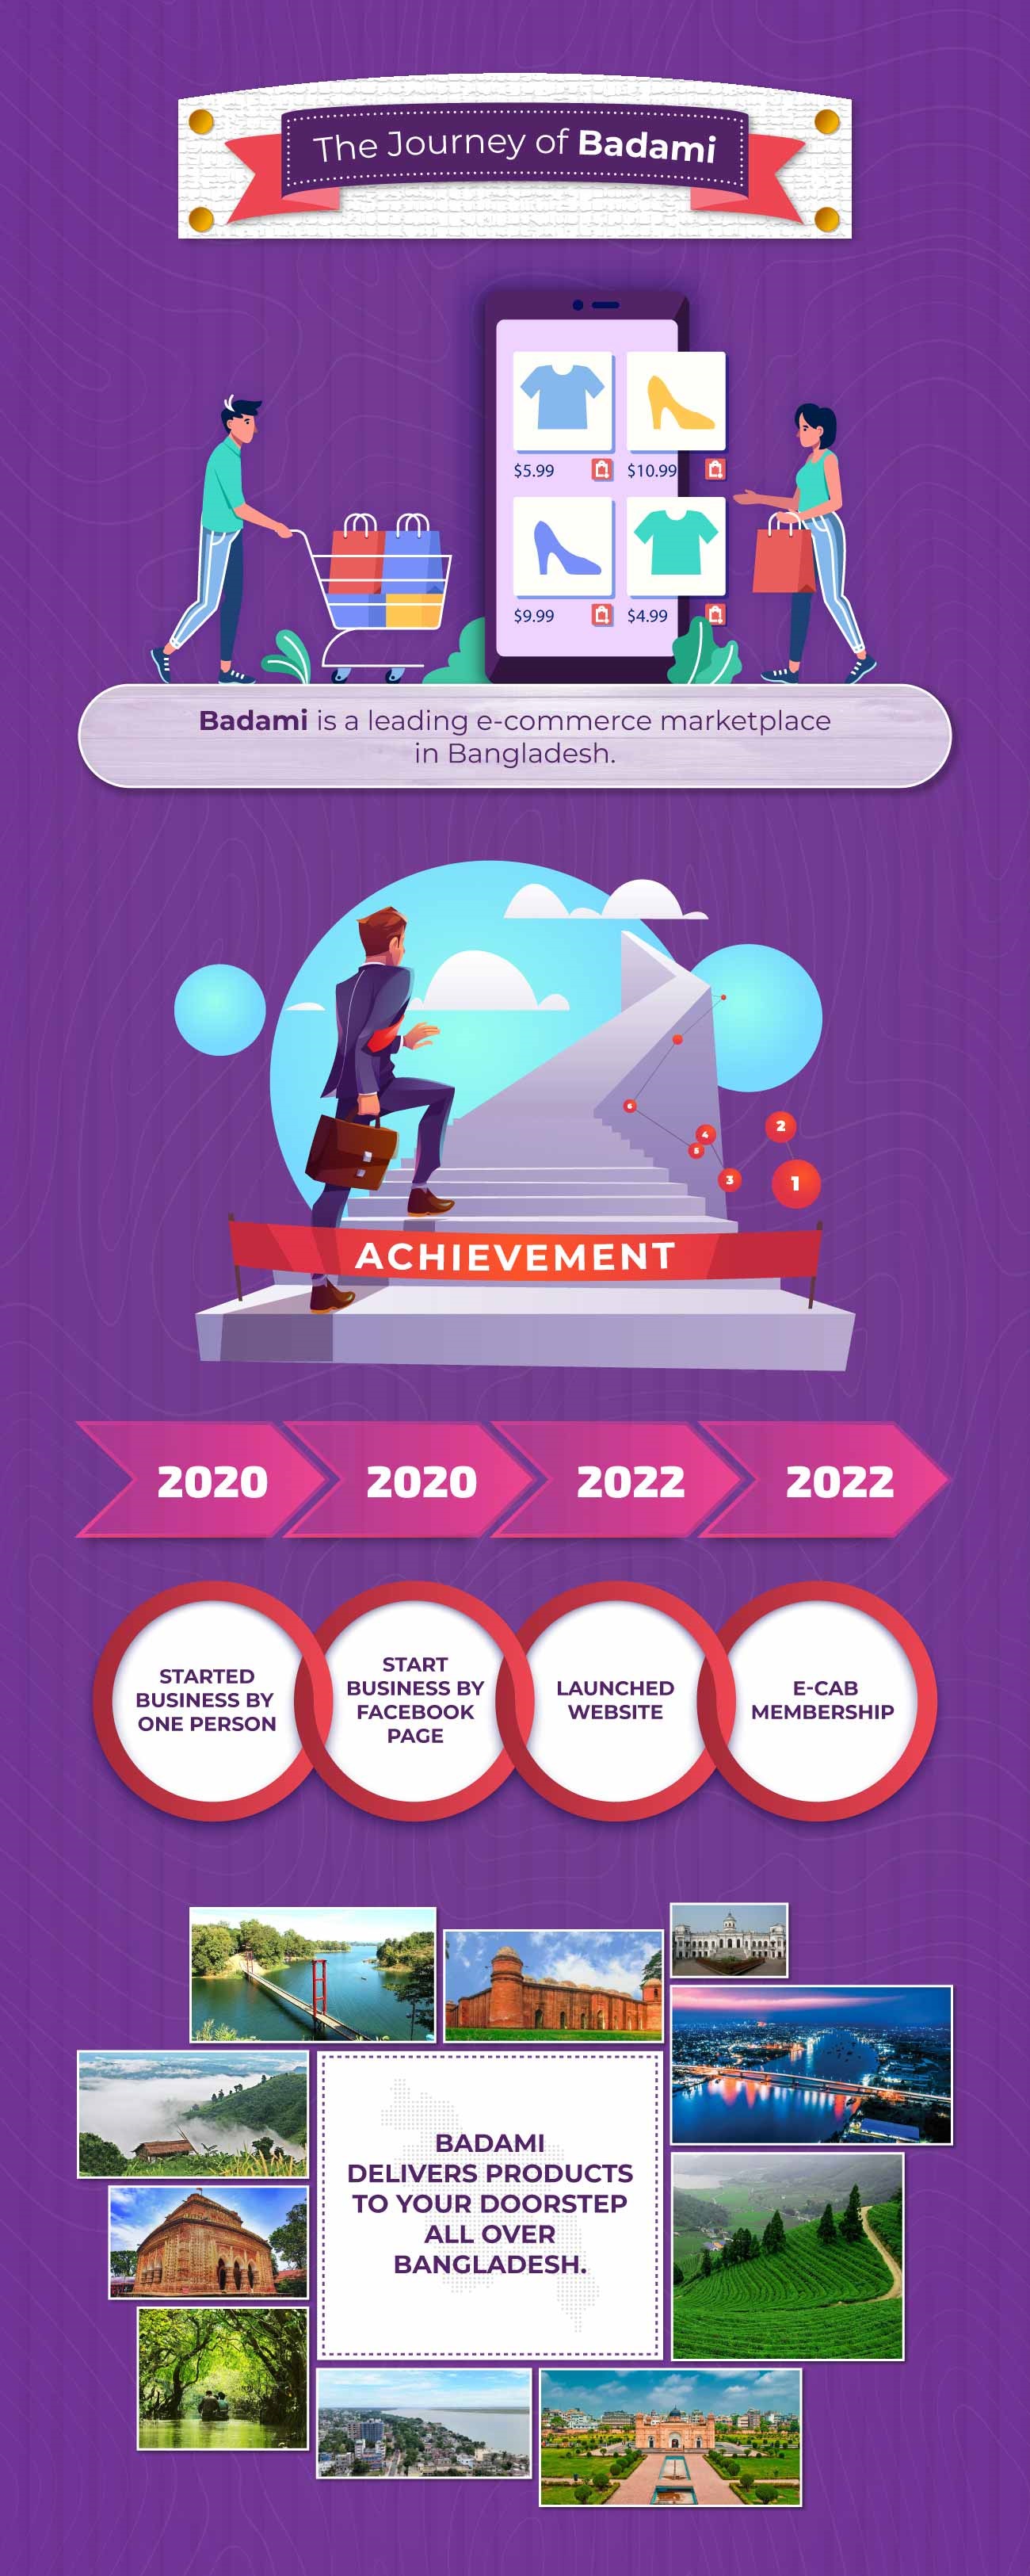 The Journey of Badami
$5.99
$10.99
$9.99
$4.99
Badami is a leading e-commerce marketplace
in Bangladesh.
6
4
5
2
3
1
ACHIEVEMENT
2020
2020
2022
2022
STARTED
BUSINESS BY
ONE PERSON
START
BUSINESS BY
FACEBOOK
PAGE
LAUNCHED
WEBSITE
E-CAB
MEMBERSHIP
BADAMI
DELIVERS PRODUCTS
TO YOUR DOORSTEP
ALL OVER
BANGLADESH.